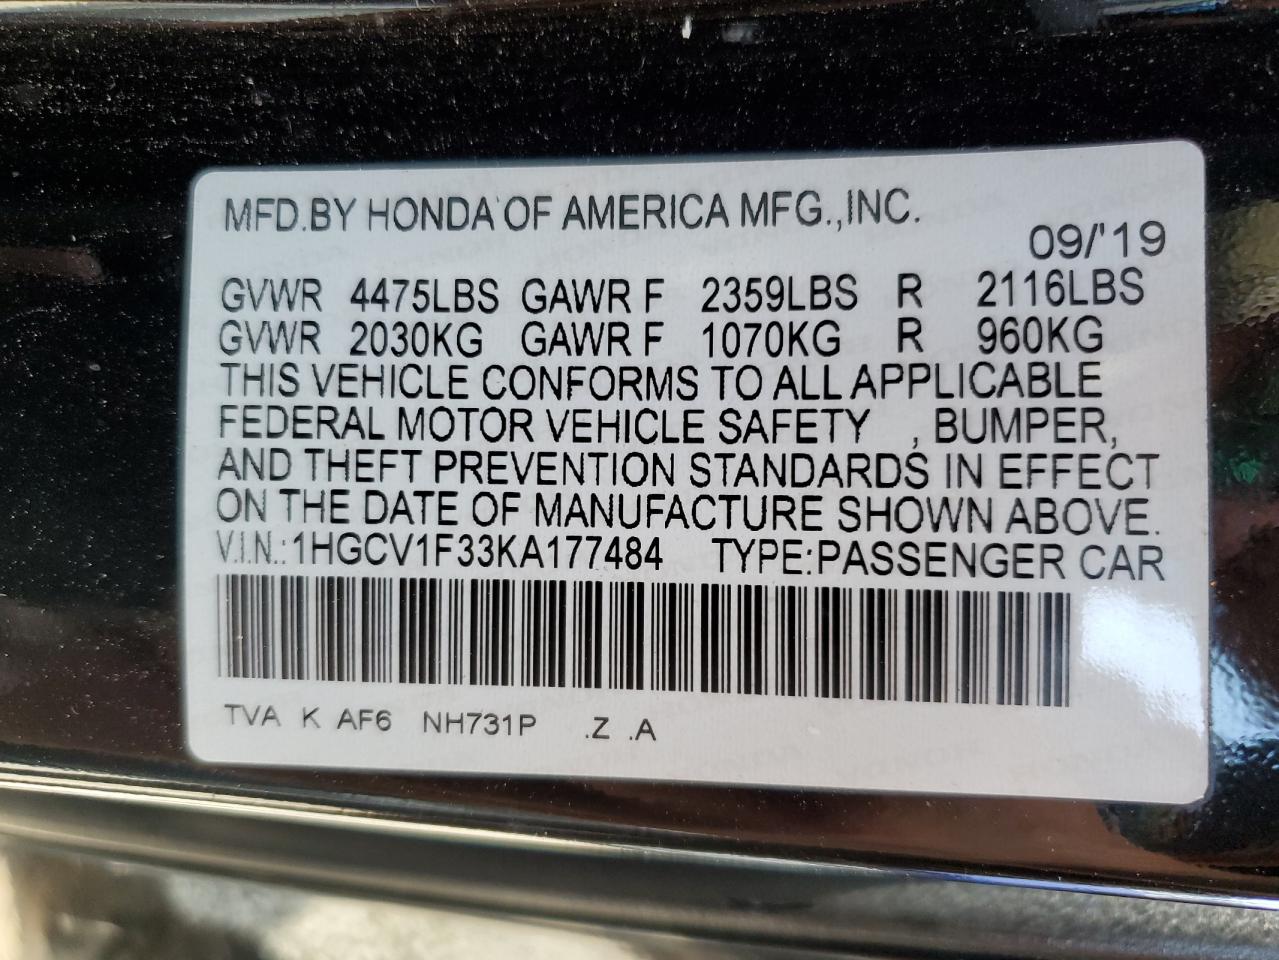 MFD.BY HONDA OF AMERICA MFG.,INC.
09/'19
GVWR 4475LBS GAWR F 2359LBS R 2116LBS
GVWR 2030KG GAWR F 1070KG R 960KG
THIS VEHICLE CONFORMS TO ALL APPLICABLE
FEDERAL MOTOR VEHICLE SAFETY , BUMPER,
AND THEFT PREVENTION STANDARDS IN EFFECT
ON THE DATE OF MANUFACTURE SHOWN ABOVE.
V.I.N.:1HGCV1F33KA177484 TYPE:PASSENGER CAR
TVA K AF6 NH731P .Z .A